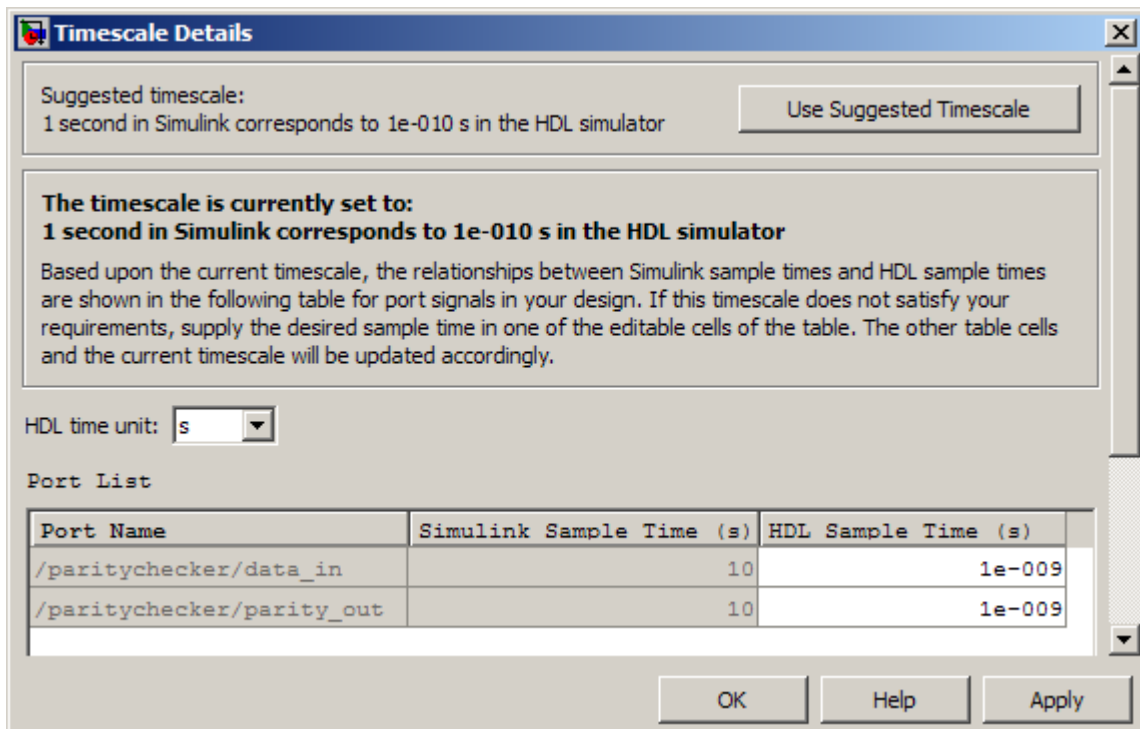 Timescale Details
Suggested timescale:
1 second in Simulink corresponds to 1e-010 s in the HDL simulator
Use Suggested Timescale
The timescale is currently set to:
1 second in Simulink corresponds to 1e-010 s in the HDL simulator
Based upon the current timescale, the relationships between Simulink sample times and HDL sample times
are shown in the following table for port signals in your design. If this timescale does not satisfy your
requirements, supply the desired sample time in one of the editable cells of the table. The other table cells
and the current timescale will be updated accordingly.
HDL time unit: s
Port List
Port Name Simulink Sample Time (s) HDL Sample Time (s)
/paritychecker/data_in 10 1e-009
/paritychecker/parity_out 10 1e-009
OK Help Apply